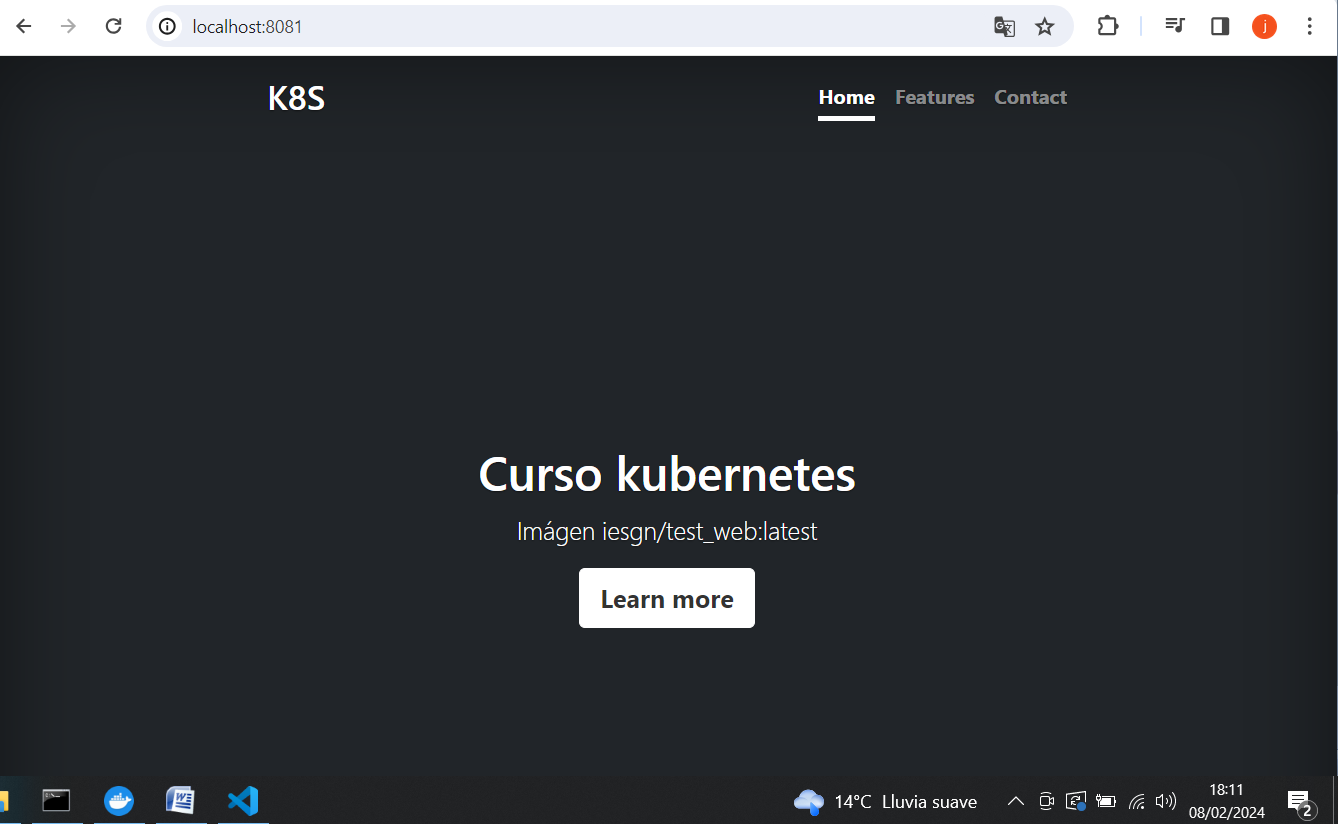 localhost:8081
j
K8S
Home Features Contact
Curso kubernetes
Imágen iesgn/test_web:latest
Learn more
14°C Lluvia suave
18:11
08/02/2024
2